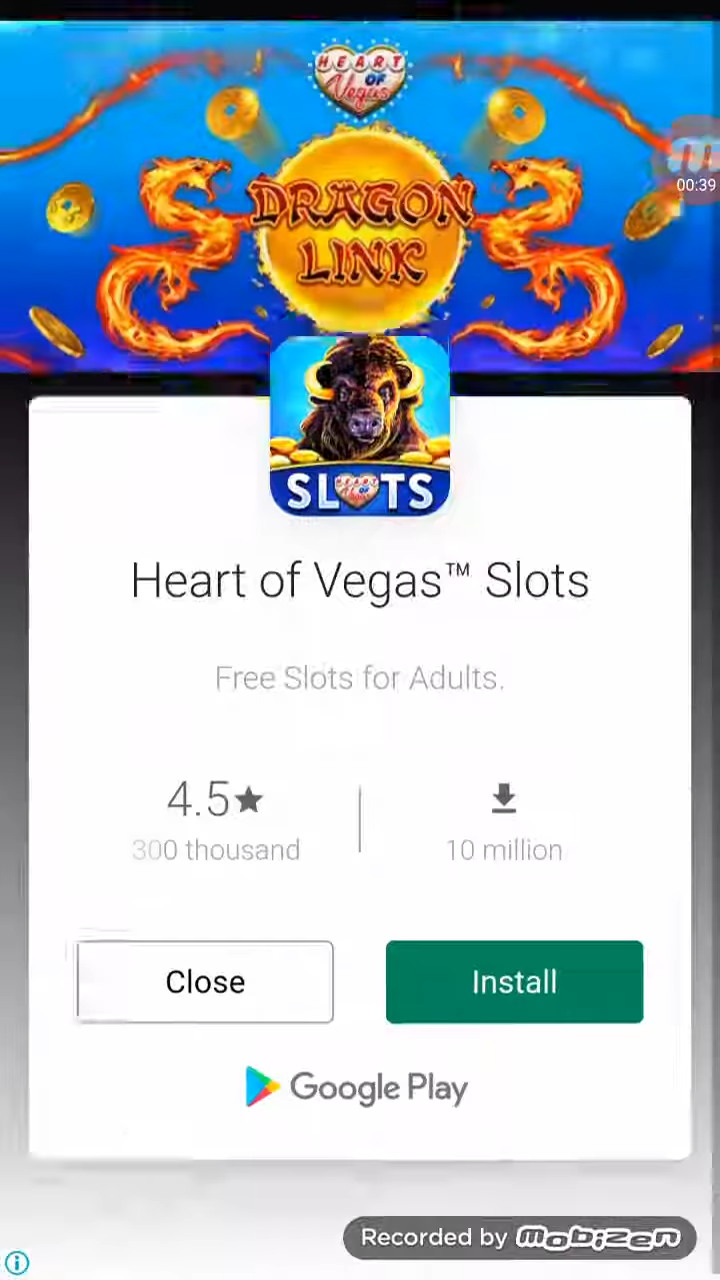 HEART
OF
Vegas
DRAGON
LINK
00:39
SLOTS
Heart of Vegas™ Slots
Free Slots for Adults.
4.5★
300 thousand
10 million
Close
Install
Google Play
Recorded by mobizen